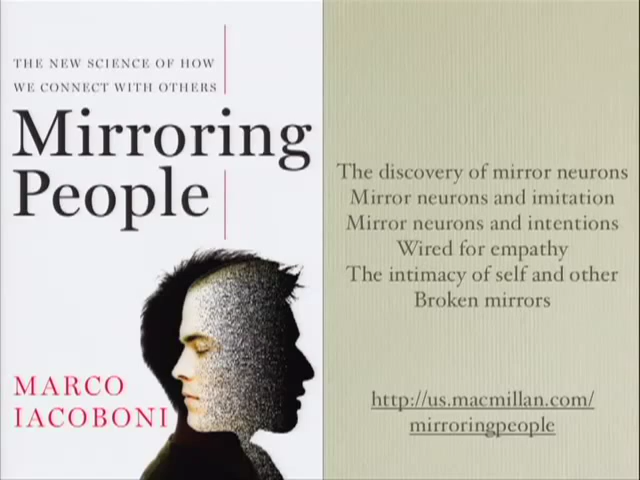 THE NEW SCIENCE OF HOW
WE CONNECT WITH OTHERS
Mirroring
People
MARCO
IACOBONI
The discovery of mirror neurons
Mirror neurons and imitation
Mirror neurons and intentions
Wired for empathy
The intimacy of self and other
Broken mirrors
http://us.macmillan.com/
mirroringpeople